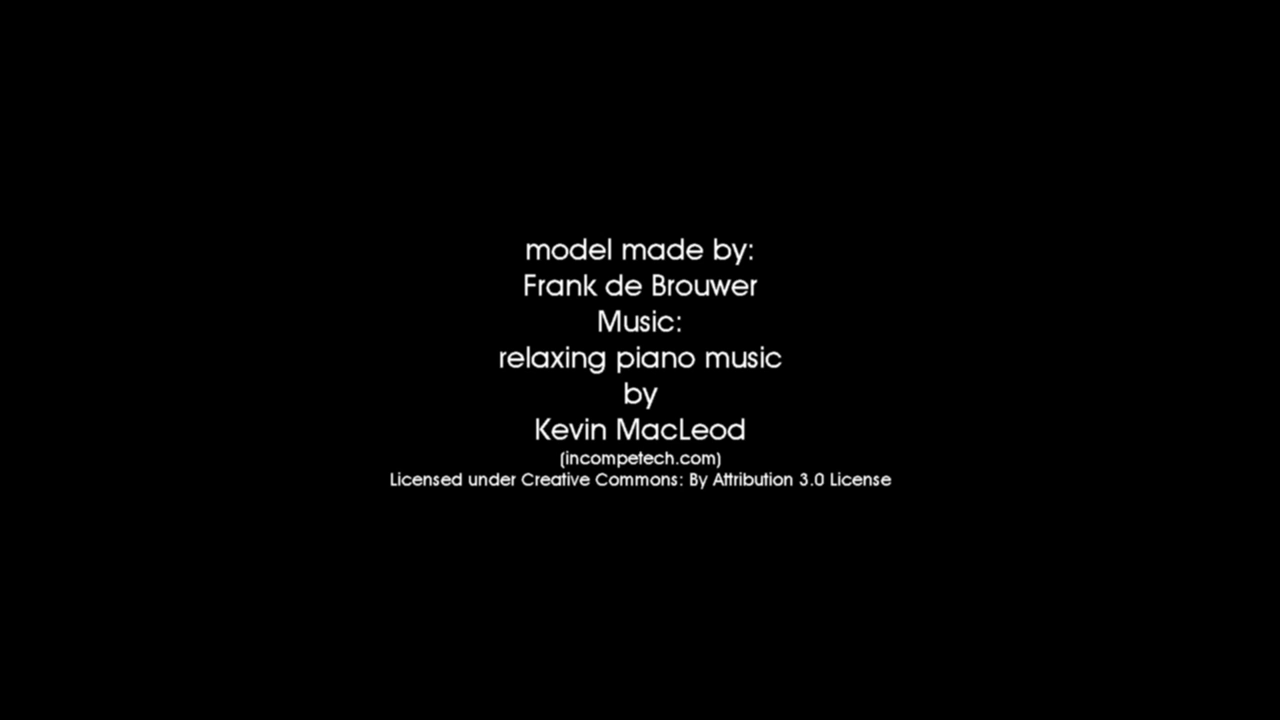 model made by:
Frank de Brouwer
Music:
relaxing piano music
by
Kevin MacLeod
(incompetech.com)
Licensed under Creative Commons: By Attribution 3.0 License